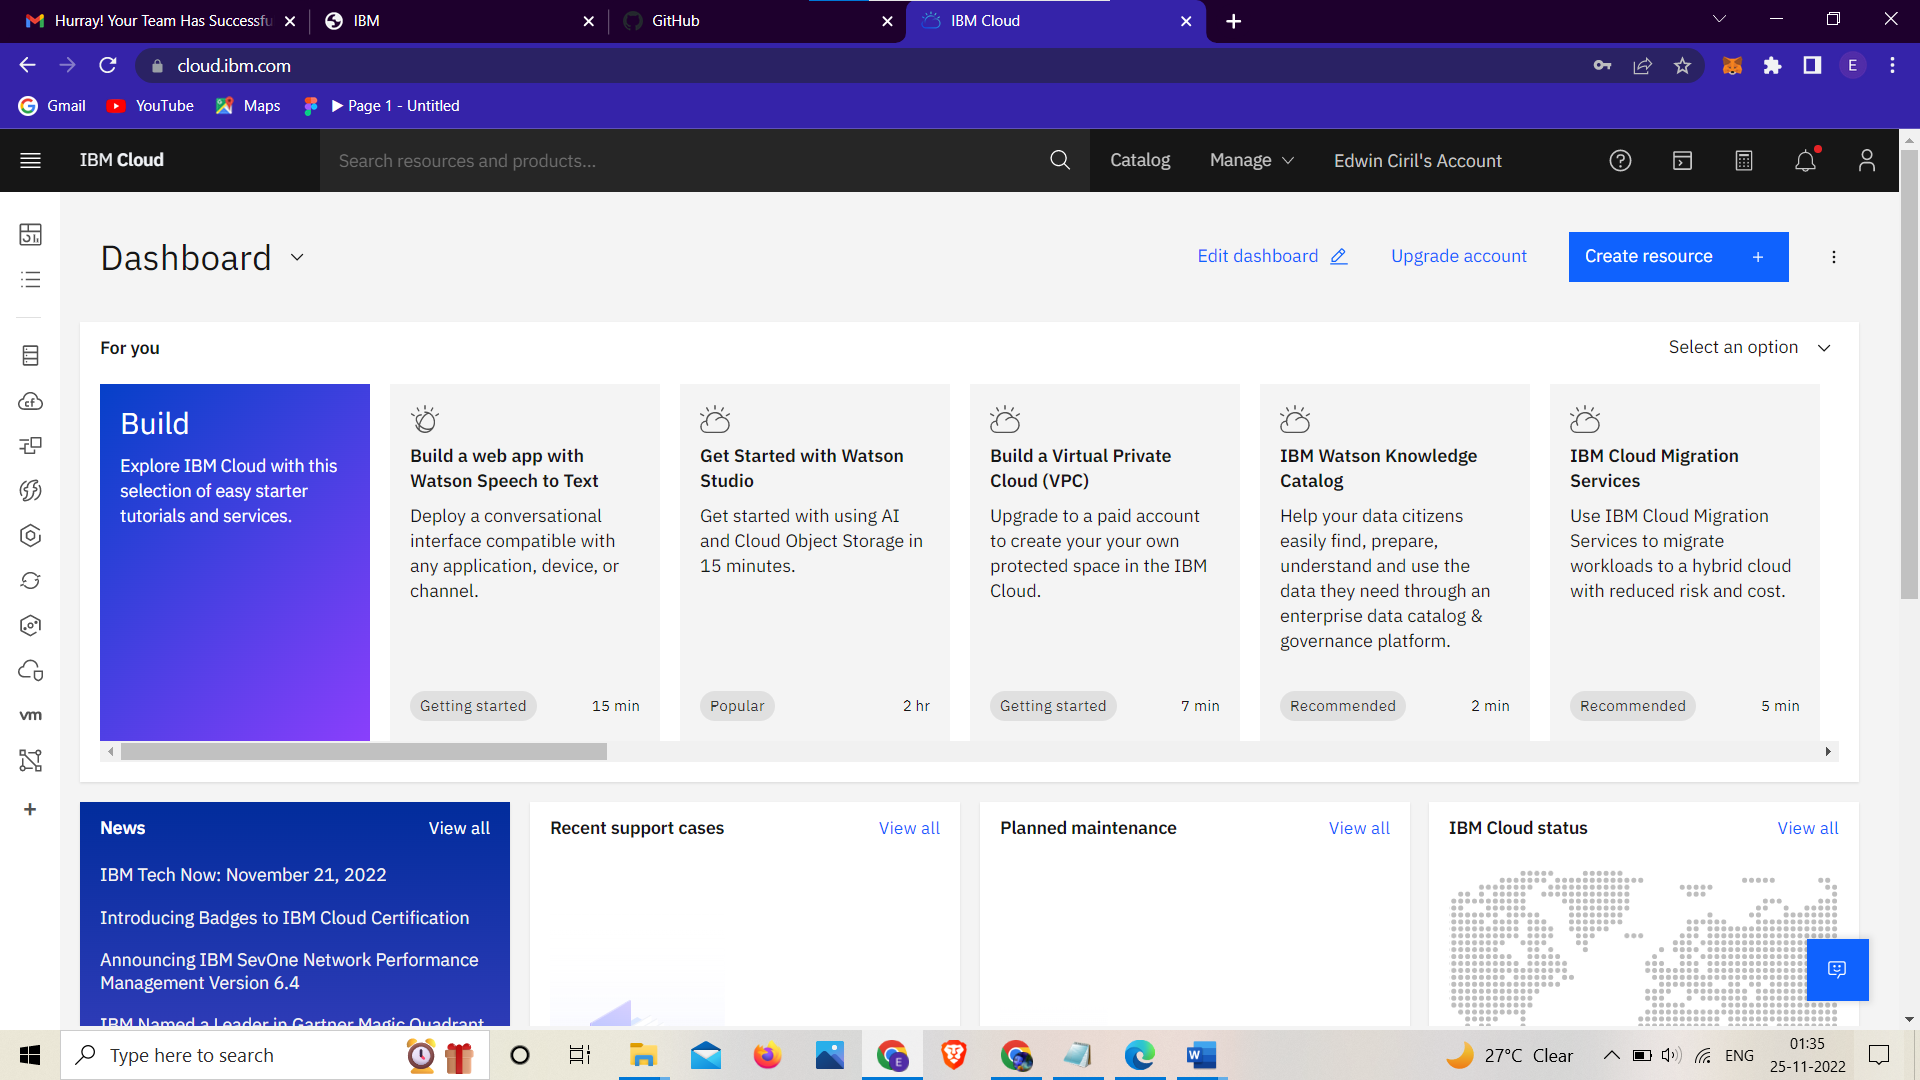 Hurray! Your Team Has Successfu
IBM
GitHub
IBM Cloud
cloud.ibm.com
E
Gmail
YouTube
Maps
▶ Page 1 - Untitled
IBM Cloud
Search resources and products...
Catalog
Manage
Edwin Ciril's Account
Dashboard
Edit dashboard
Upgrade account
Create resource +
For you
Select an option
Build
Explore IBM Cloud with this
selection of easy starter
tutorials and services.
Build a web app with
Watson Speech to Text
Deploy a conversational
interface compatible with
any application, device, or
channel.
Getting started
15 min
Get Started with Watson
Studio
Get started with using AI
and Cloud Object Storage in
15 minutes.
Popular
2 hr
Build a Virtual Private
Cloud (VPC)
Upgrade to a paid account
to create your your own
protected space in the IBM
Cloud.
Getting started
7 min
IBM Watson Knowledge
Catalog
Help your data citizens
easily find, prepare,
understand and use the
data they need through an
enterprise data catalog &
governance platform.
Recommended
2 min
IBM Cloud Migration
Services
Use IBM Cloud Migration
Services to migrate
workloads to a hybrid cloud
with reduced risk and cost.
Recommended
5 min
cf
vm
News
View all
IBM Tech Now: November 21, 2022
Introducing Badges to IBM Cloud Certification
Announcing IBM SevOne Network Performance
Management Version 6.4
IBM Named a Leader in Gartner Magic Quadrant
Recent support cases
View all
Planned maintenance
View all
IBM Cloud status
View all
Type here to search
E
W
27°C Clear
ENG
01:35
25-11-2022